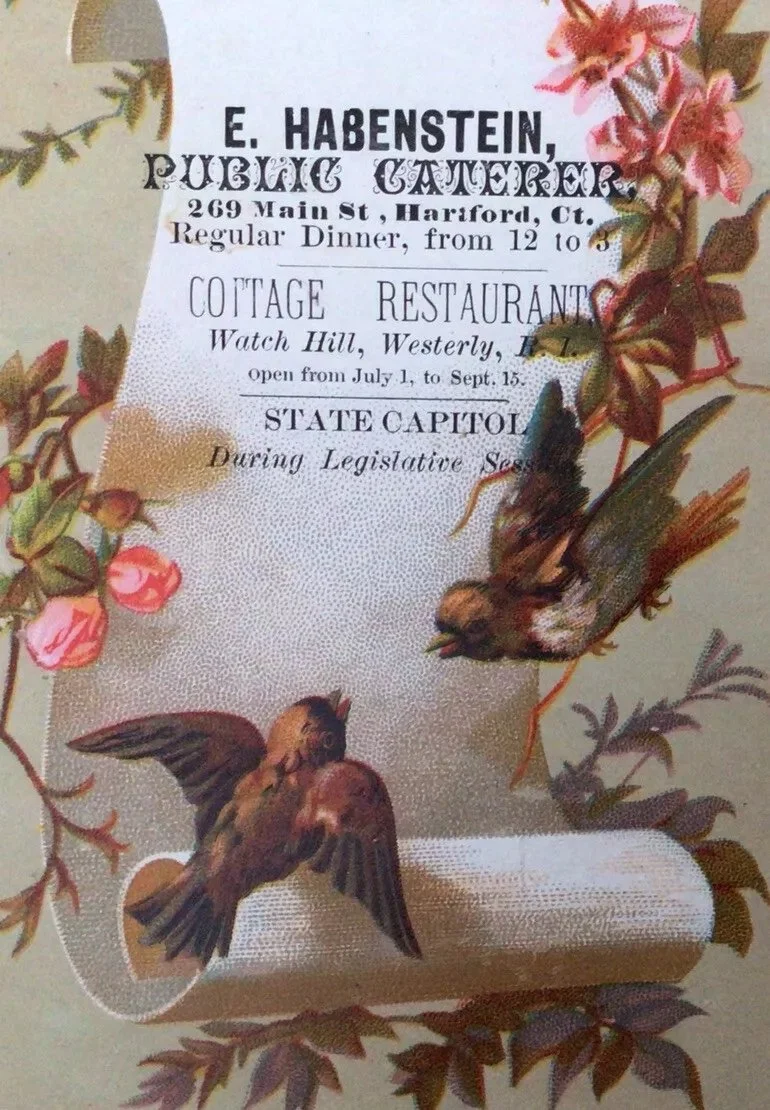 E. HABENSTEIN,
PUBLIC CATERER,
269 Main St , Hartford, Ct.
Regular Dinner, from 12 to 3
COTTAGE RESTAURANT,
Watch Hill, Westerly, R. I.
Open from July 1, to Sept. 15.
STATE CAPITOL
During Legislative